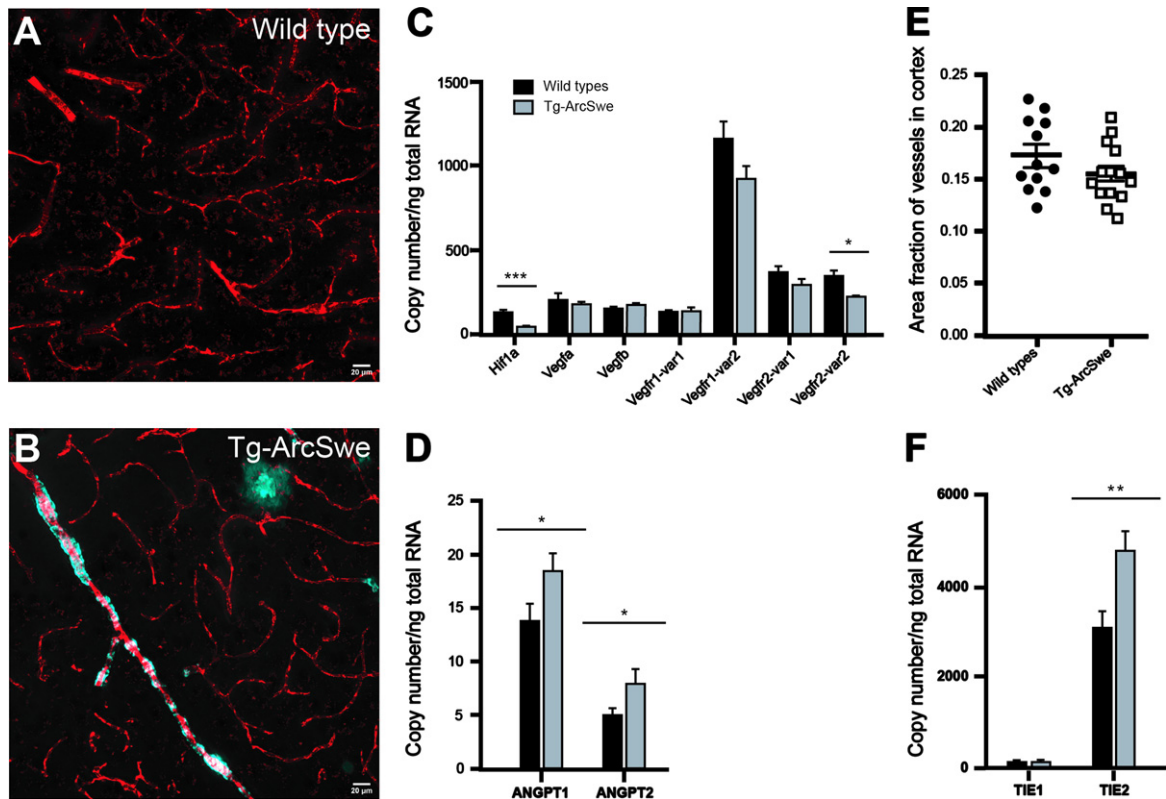 A
Wild type
20 µm
B
Tg-ArcSwe
20 µm
C
Copy number/ng total RNA
1500
1000
500
0
Wild types
Tg-ArcSwe
***
*
Hif1a
Vegfa
Vegfb
Vegfr1-var1
Vegfr1-var2
Vegfr2-var1
Vegfr2-var2
D
Copy number/ng total RNA
25
20
15
10
5
0
*
*
ANGPT1
ANGPT2
E
Area fraction of vessels in cortex
0.25
0.20
0.15
0.10
0.05
0.00
Wild types
Tg-ArcSwe
F
Copy number/ng total RNA
6000
4000
2000
0
**
TIE1
TIE2